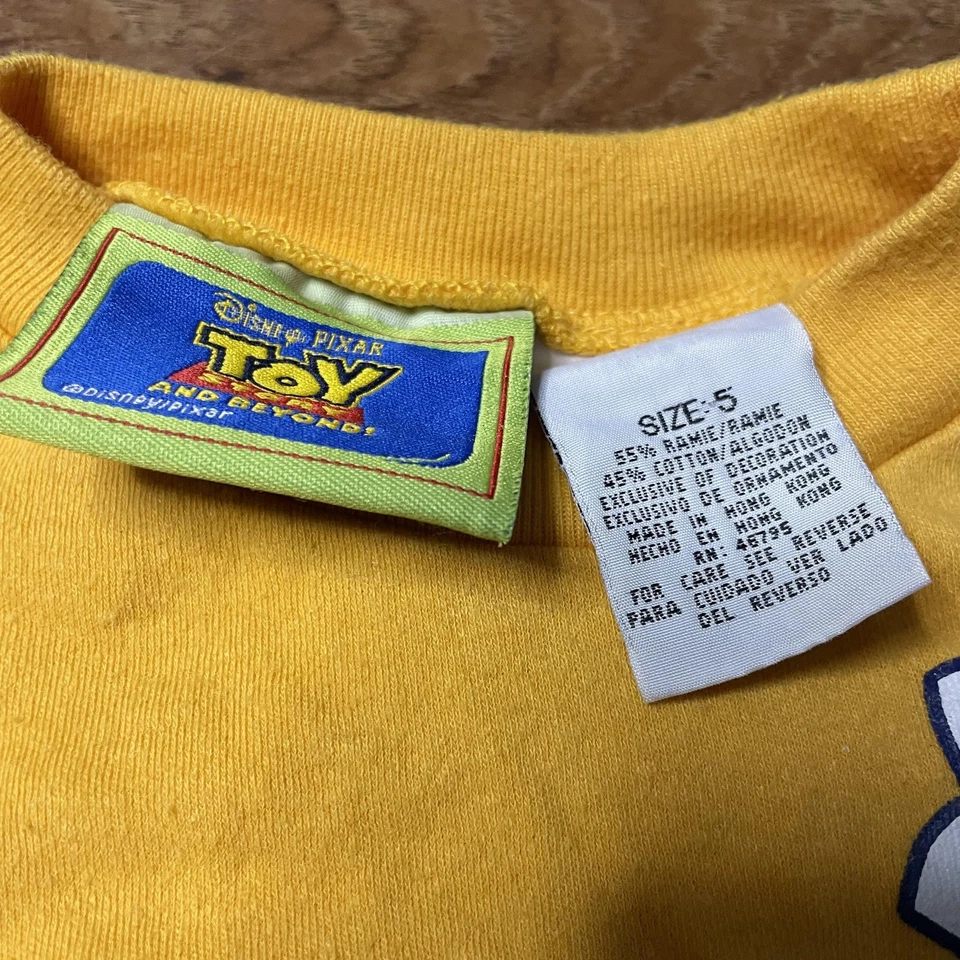 Disney PIXAR
TOY
STORY
AND BEYOND!
©Disney/Pixar
SIZE: 5
55% RAMIE/RAMIE
45% COTTON/ALGODON
EXCLUSIVE OF DECORATION
EXCLUSIVO DE ORNAMENTO
MADE IN HONG KONG
HECHO EN HONG KONG
RN: 46795
FOR CARE SEE REVERSE
PARA CUIDADO VER LADO
DEL REVERSO